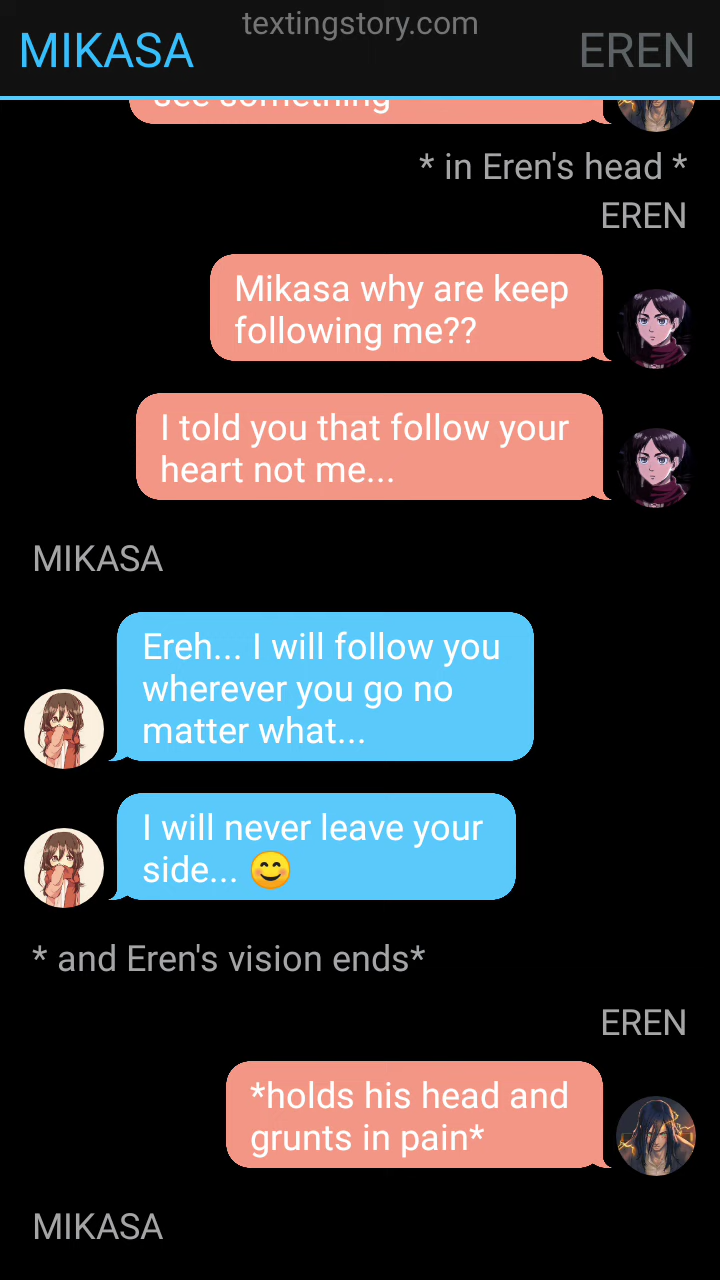 textingstory.com
MIKASA
EREN
see something
* in Eren's head *
EREN
Mikasa why are keep
following me??
I told you that follow your
heart not me...
MIKASA
Ereh... I will follow you
wherever you go no
matter what...
I will never leave your
side... 😊
* and Eren's vision ends*
EREN
*holds his head and
grunts in pain*
MIKASA